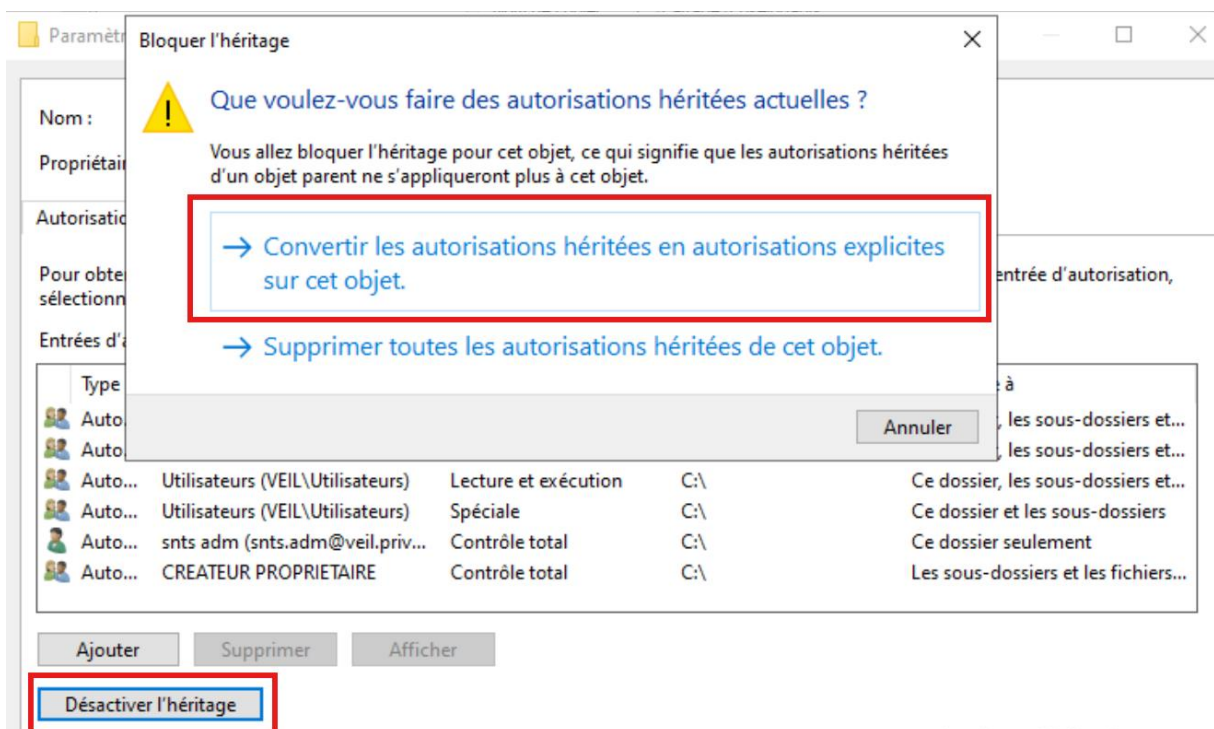 Paramètr
Bloquer l'héritage
Que voulez-vous faire des autorisations héritées actuelles ?
Nom :
Vous allez bloquer l'héritage pour cet objet, ce qui signifie que les autorisations héritées
Propriétair
d'un objet parent ne s'appliqueront plus à cet objet.
Autorisatio
→ Convertir les autorisations héritées en autorisations explicites
sur cet objet.
Pour obte
entrée d'autorisation,
sélectionn
Entrées d'a
→ Supprimer toutes les autorisations héritées de cet objet.
Type
à
Annuler
Auto.
, les sous-dossiers et...
Auto
, les sous-dossiers et...
Auto... Utilisateurs (VEIL\Utilisateurs) Lecture et exécution C:\ Ce dossier, les sous-dossiers et...
Auto... Utilisateurs (VEIL\Utilisateurs) Spéciale C:\ Ce dossier et les sous-dossiers
Auto... snts adm (snts.adm@veil.priv... Contrôle total C:\ Ce dossier seulement
Auto... CREATEUR PROPRIETAIRE Contrôle total C:\ Les sous-dossiers et les fichiers...
Ajouter Supprimer Afficher
Désactiver l'héritage